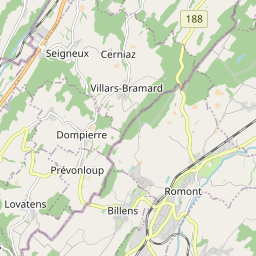 188
Seigneux
Cerniaz
Villars-Bramard
Dompierre
Prévonloup
Romont
Lovatens
Billens